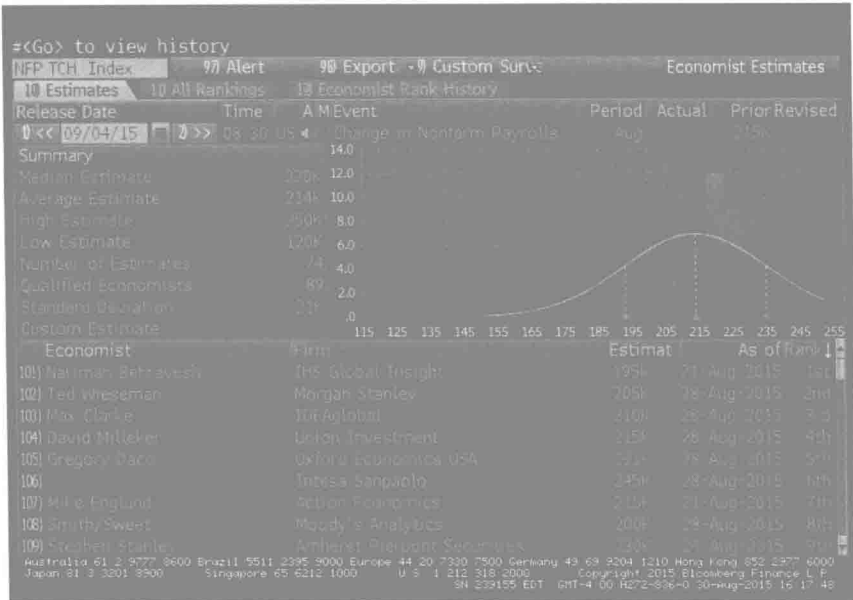 #<Go> to view history
NFP TCH Index 97) Alert 98) Export 99) Custom Surve Economist Estimates
10) Estimates 11) All Rankings Economist Rank History
Release Date Time A M Event Period Actual Prior Revised
1) << 09/04/15 2) >> 08:30 US Change in Nonfarm Payrolls Aug 215k
Summary
14.0
Median Estimate 12.0
Average Estimate 214k 10.0
High Estimate 250k 8.0
Low Estimate 120k 6.0
Number of Estimates 74 4.0
Qualified Economists 89 2.0
Standard Deviation .0
Custom Estimate
115 125 135 145 155 165 175 185 195 205 215 225 235 245 255
Economist Firm Estimat As of Rank ↓
101) Nariman Behravesh IHS Global Insight 195k 21-Aug-2015 1st
102) Ted Wieseman Morgan Stanley 205k 28-Aug-2015 2nd
103) Max Clarke IDEAglobal 210k 28-Aug-2015 3rd
104) David Milleker Union Investment 215k 28-Aug-2015 4th
105) Gregory Daco Oxford Economics USA 28-Aug-2015 5th
106) Intesa Sanpaolo 245k 28-Aug-2015 6th
107) Mike Englund Action Economics 215k 21-Aug-2015 7th
108) Smith/Sweet Moody's Analytics 200k 28-Aug-2015 8th
109) Stephen Stanley Amherst Pierpont Securities 9th
Australia 61 2 9777 8600 Brazil 5511 2395 9000 Europe 44 20 7330 7500 Germany 49 69 9204 1210 Hong Kong 852 2977 6000
Japan 81 3 3201 8900 Singapore 65 6212 1000 U.S. 1 212 318 2000 Copyright 2015 Bloomberg Finance L.P.
SN 239155 EDT GMT-4:00 H272-836-0 30-Aug-2015 16:17:48